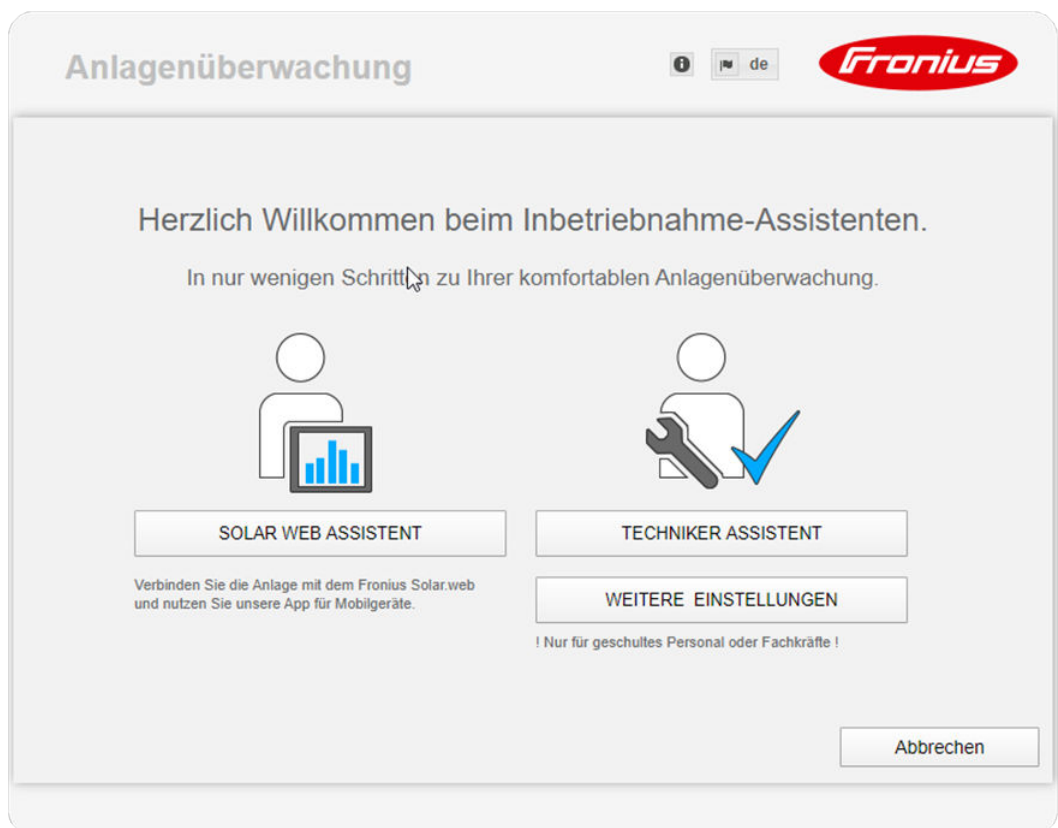 Anlagenüberwachung
de
Fronius
Herzlich Willkommen beim Inbetriebnahme-Assistenten.
In nur wenigen Schritten zu Ihrer komfortablen Anlagenüberwachung.
SOLAR WEB ASSISTENT
TECHNIKER ASSISTENT
Verbinden Sie die Anlage mit dem Fronius Solar.web
und nutzen Sie unsere App für Mobilgeräte.
WEITERE EINSTELLUNGEN
! Nur für geschultes Personal oder Fachkräfte !
Abbrechen